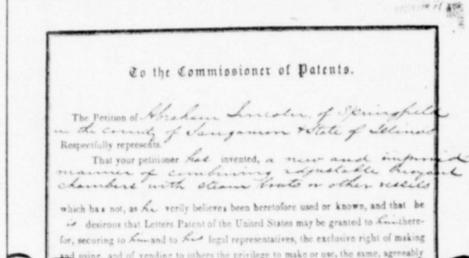 To the Commissioner of Patents.
The Petition of Abraham Lincoln, of Springfield
in the county of Sangamon & State of Illinois
Respectfully represents.
That your petitioner has invented, a new and improved
manner of combining adjustable buoyant
chambers with steam boats or other vessels
which has not, as he verily believes been heretofore used or known, and that he
is desirous that Letters Patent of the United States may be granted to him there-
for, securing to him and to his legal representatives, the exclusive right of making
and using, and of vending to others the privilege to make or use, the same, agreeably